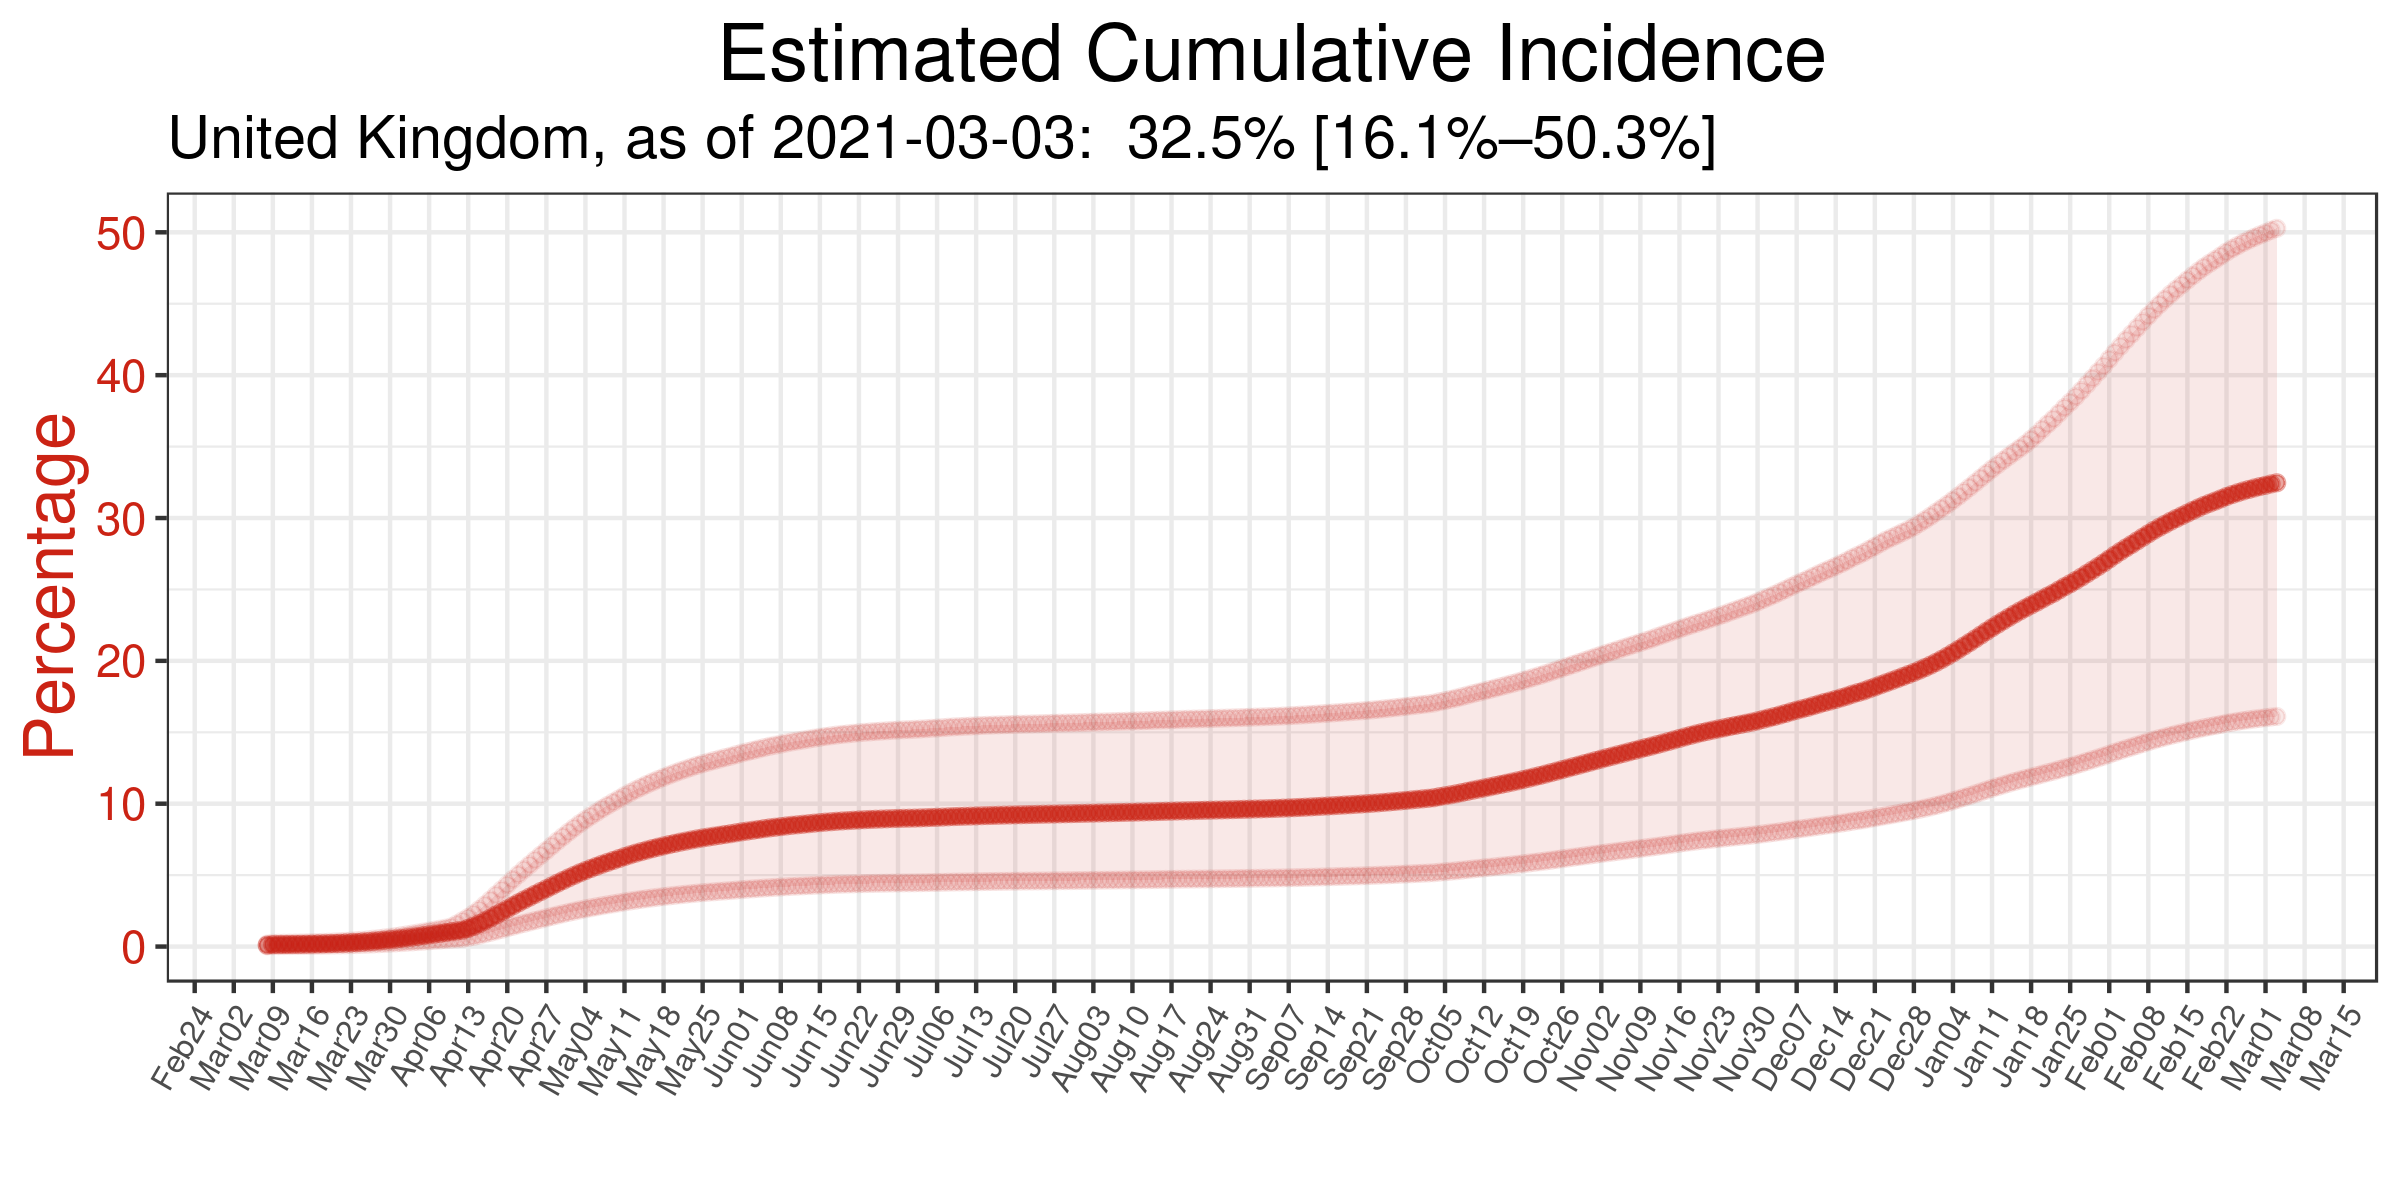 Estimated Cumulative Incidence
United Kingdom, as of 2021-03-03:  32.5% [16.1%–50.3%]
Percentage
50
40
30
20
10
0
Feb24
Mar02
Mar09
Mar16
Mar23
Mar30
Apr06
Apr13
Apr20
Apr27
May04
May11
May18
May25
Jun01
Jun08
Jun15
Jun22
Jun29
Jul06
Jul13
Jul20
Jul27
Aug03
Aug10
Aug17
Aug24
Aug31
Sep07
Sep14
Sep21
Sep28
Oct05
Oct12
Oct19
Oct26
Nov02
Nov09
Nov16
Nov23
Nov30
Dec07
Dec14
Dec21
Dec28
Jan04
Jan11
Jan18
Jan25
Feb01
Feb08
Feb15
Feb22
Mar01
Mar08
Mar15